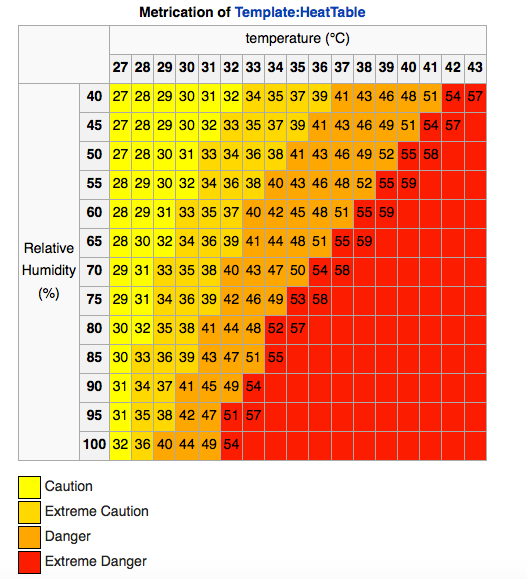 Metrication of Template:HeatTable
temperature (°C)
27 28 29 30 31 32 33 34 35 36 37 38 39 40 41 42 43
40 27 28 29 30 31 32 34 35 37 39 41 43 46 48 51 54 57
45 27 28 29 30 32 33 35 37 39 41 43 46 49 51 54 57
50 27 28 30 31 33 34 36 38 41 43 46 49 52 55 58
55 28 29 30 32 34 36 38 40 43 46 48 52 55 59
60 28 29 31 33 35 37 40 42 45 48 51 55 59
65 28 30 32 34 36 39 41 44 48 51 55 59
Relative
Humidity
(%)
70 29 31 33 35 38 40 43 47 50 54 58
75 29 31 34 36 39 42 46 49 53 58
80 30 32 35 38 41 44 48 52 57
85 30 33 36 39 43 47 51 55
90 31 34 37 41 45 49 54
95 31 35 38 42 47 51 57
100 32 36 40 44 49 54
Caution
Extreme Caution
Danger
Extreme Danger